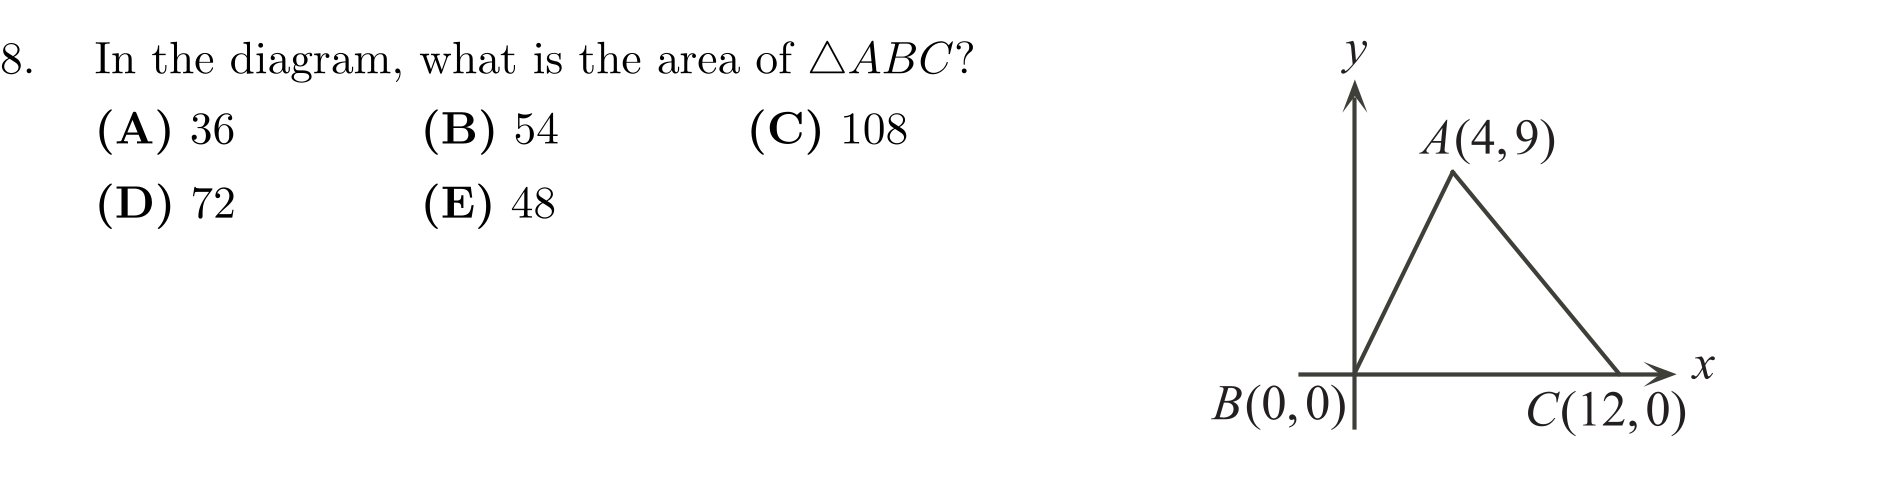 8. In the diagram, what is the area of △ABC?
(A) 36 (B) 54 (C) 108
(D) 72 (E) 48
y
A(4,9)
x
B(0,0)
C(12,0)